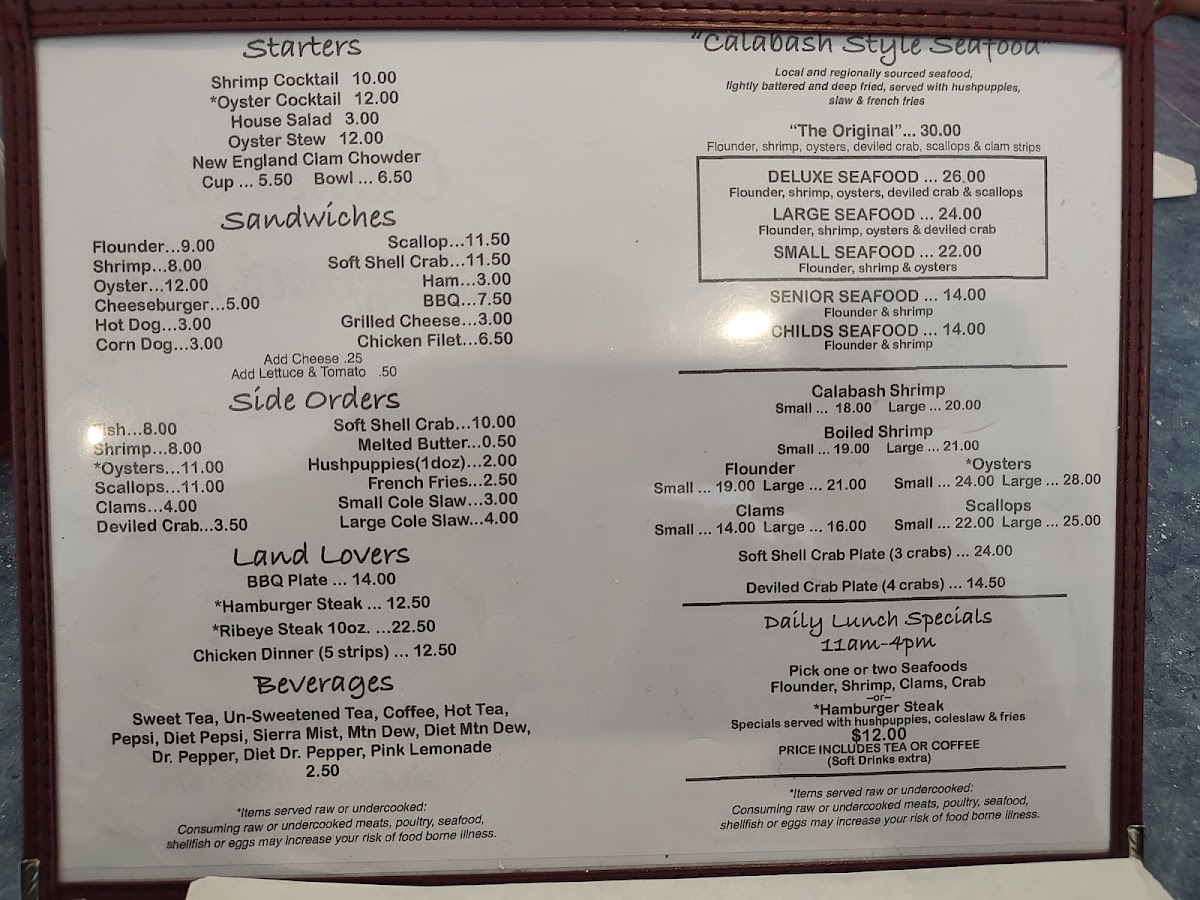 Starters
Shrimp Cocktail 10.00
*Oyster Cocktail 12.00
House Salad 3.00
Oyster Stew 12.00
New England Clam Chowder
Cup ... 5.50 Bowl ... 6.50
Sandwiches
Flounder...9.00
Shrimp...8.00
Oyster...12.00
Cheeseburger...5.00
Hot Dog...3.00
Corn Dog...3.00
Scallop...11.50
Soft Shell Crab...11.50
Ham...3.00
BBQ...7.50
Grilled Cheese...3.00
Chicken Filet...6.50
Add Cheese .25
Add Lettuce & Tomato .50
Side Orders
Fish...8.00
Shrimp...8.00
*Oysters...11.00
Scallops...11.00
Clams...4.00
Deviled Crab...3.50
Soft Shell Crab...10.00
Melted Butter...0.50
Hushpuppies(1doz)...2.00
French Fries...2.50
Small Cole Slaw...3.00
Large Cole Slaw...4.00
Land Lovers
BBQ Plate ... 14.00
*Hamburger Steak ... 12.50
*Ribeye Steak 10oz. ...22.50
Chicken Dinner (5 strips) ... 12.50
Beverages
Sweet Tea, Un-Sweetened Tea, Coffee, Hot Tea,
Pepsi, Diet Pepsi, Sierra Mist, Mtn Dew, Diet Mtn Dew,
Dr. Pepper, Diet Dr. Pepper, Pink Lemonade
2.50
*Items served raw or undercooked:
Consuming raw or undercooked meats, poultry, seafood,
shellfish or eggs may increase your risk of food borne illness.
"Calabash Style Seafood"
Local and regionally sourced seafood,
lightly battered and deep fried, served with hushpuppies,
slaw & french fries
"The Original"... 30.00
Flounder, shrimp, oysters, deviled crab, scallops & clam strips
DELUXE SEAFOOD ... 26.00
Flounder, shrimp, oysters, deviled crab & scallops
LARGE SEAFOOD ... 24.00
Flounder, shrimp, oysters & deviled crab
SMALL SEAFOOD ... 22.00
Flounder, shrimp & oysters
SENIOR SEAFOOD ... 14.00
Flounder & shrimp
CHILDS SEAFOOD ... 14.00
Flounder & shrimp
Calabash Shrimp
Small ... 18.00 Large ... 20.00
Boiled Shrimp
Small ... 19.00 Large ... 21.00
Flounder
Small ... 19.00 Large ... 21.00
*Oysters
Small ... 24.00 Large ... 28.00
Clams
Small ... 14.00 Large ... 16.00
Scallops
Small ... 22.00 Large ... 25.00
Soft Shell Crab Plate (3 crabs) ... 24.00
Deviled Crab Plate (4 crabs) ... 14.50
Daily Lunch Specials
11am-4pm
Pick one or two Seafoods
Flounder, Shrimp, Clams, Crab
–or–
*Hamburger Steak
Specials served with hushpuppies, coleslaw & fries
$12.00
PRICE INCLUDES TEA OR COFFEE
(Soft Drinks extra)
*Items served raw or undercooked:
Consuming raw or undercooked meats, poultry, seafood,
shellfish or eggs may increase your risk of food borne illness.